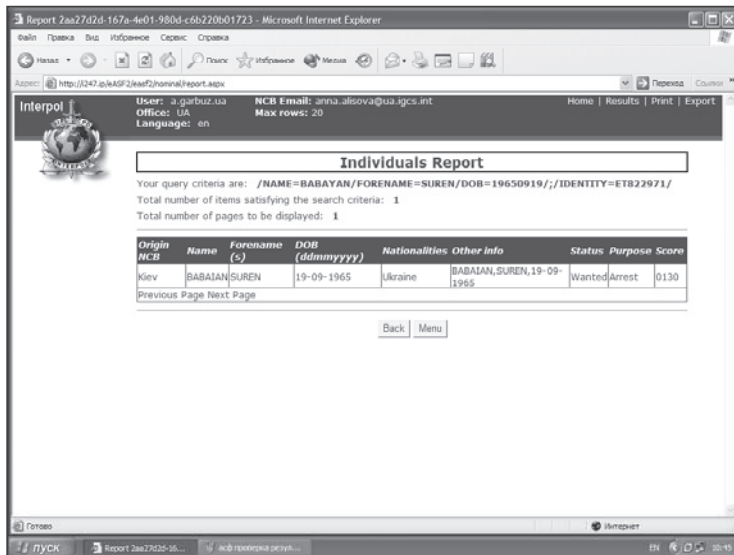 Report 2aa27d2d-167a-4e01-980d-c6b220b01723 - Microsoft Internet Explorer
Файл Правка Вид Избранное Сервис Справка
Назад Поиск Избранное Медиа
Адрес: http://i247.ip/eASF2/easf2/nominal/report.aspx Переход Ссылки
Interpol
User: a.garbuz.ua NCB Email: anna.alisova@ua.igcs.int Home | Results | Print | Export
Office: UA Max rows: 20
Language: en
INTERPOL
Individuals Report
Your query criteria are: /NAME=BABAYAN/FORENAME=SUREN/DOB=19650919/;/IDENTITY=ET822971/
Total number of items satisfying the search criteria: 1
Total number of pages to be displayed: 1
Origin NCB Name Forename (s) DOB (ddmmyyyy) Nationalities Other info Status Purpose Score
Kiev BABAIAN SUREN 19-09-1965 Ukraine BABAIAN,SUREN,19-09-1965 Wanted Arrest 0130
Previous Page Next Page
Back Menu
Готово Интернет
пуск Report 2aa27d2d-16... асф проверка резул... EN